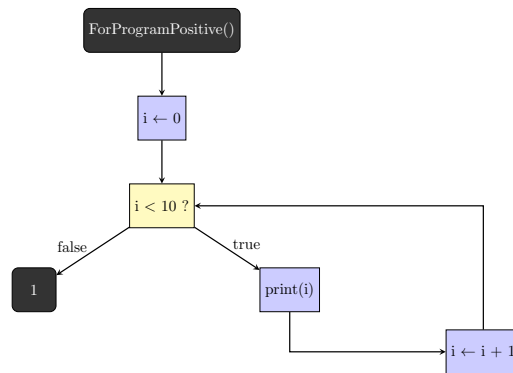 ForProgramPositive()
i ← 0
i < 10 ?
false
true
1
print(i)
i ← i + 1